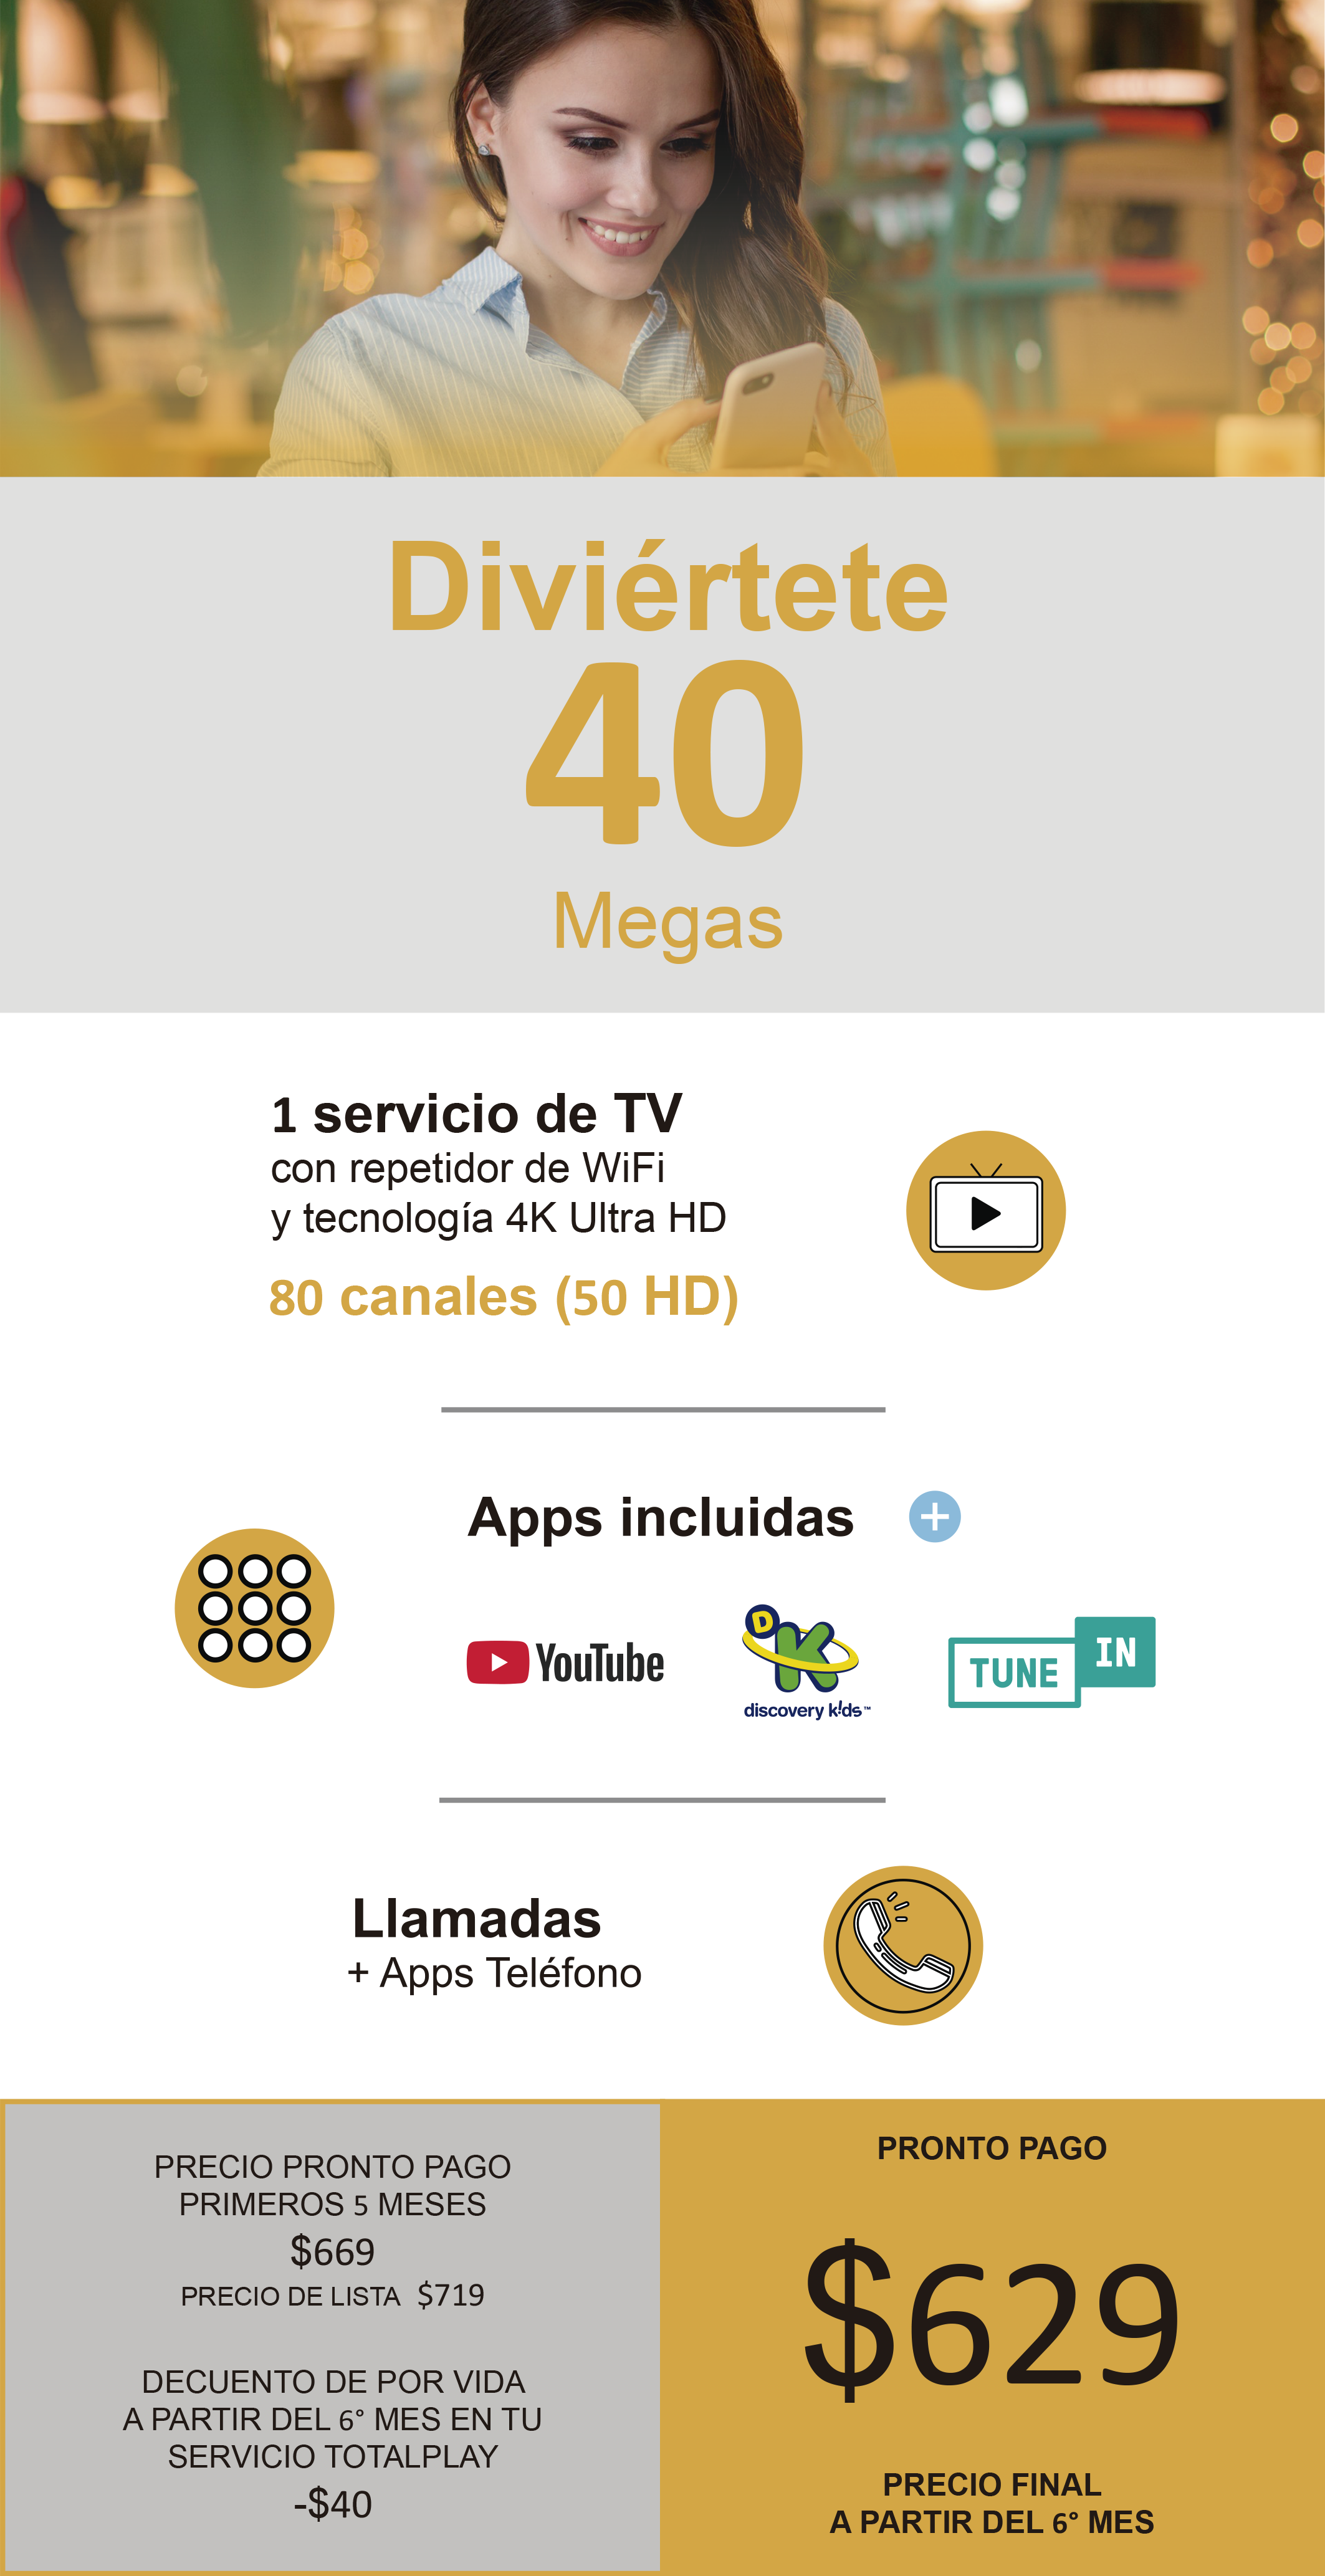 Diviértete
40
Megas
1 servicio de TV
con repetidor de WiFi
y tecnología 4K Ultra HD
80 canales (50 HD)
Apps incluidas +
YouTube
D K
discovery k!ds™
TUNE IN
Llamadas
+ Apps Teléfono
PRECIO PRONTO PAGO
PRIMEROS 5 MESES
$669
PRECIO DE LISTA $719
DECUENTO DE POR VIDA
A PARTIR DEL 6° MES EN TU
SERVICIO TOTALPLAY
-$40
PRONTO PAGO
$629
PRECIO FINAL
A PARTIR DEL 6° MES